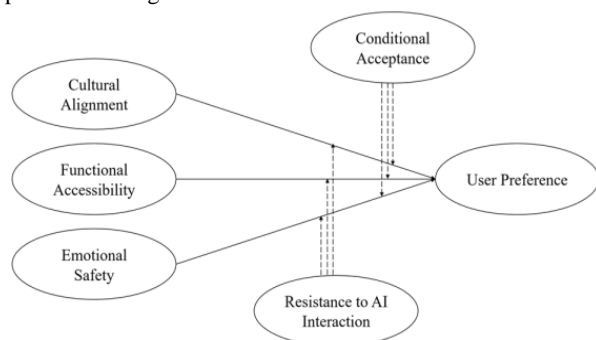 Conditional
Acceptance
Cultural
Alignment
Functional
Accessibility
User Preference
Emotional
Safety
Resistance to AI
Interaction